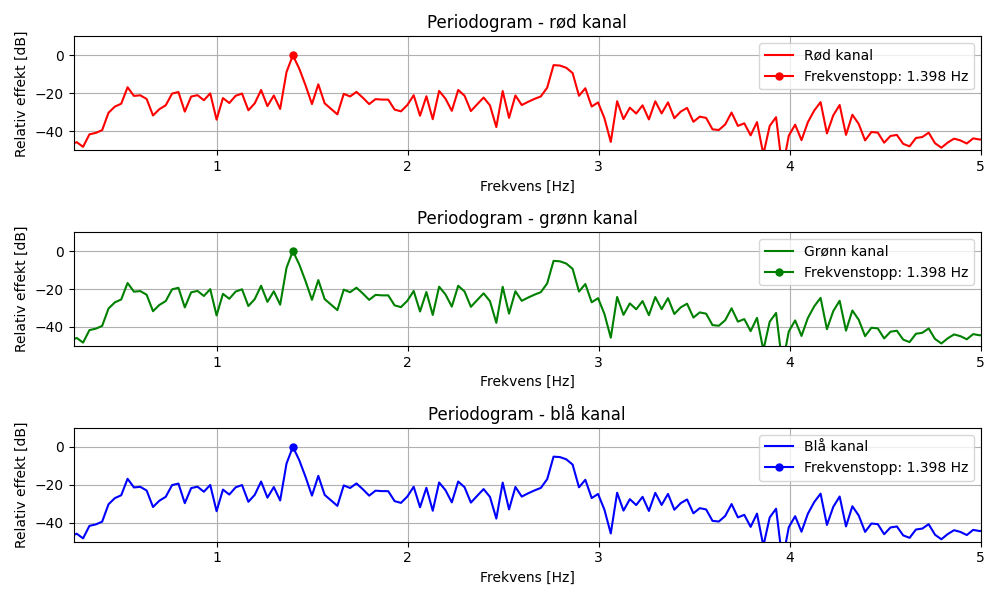 Periodogram - rød kanal
Relativ effekt [dB]
0
−20
−40
Rød kanal
Frekvenstopp: 1.398 Hz
1 2 3 4 5
Frekvens [Hz]
Periodogram - grønn kanal
Relativ effekt [dB]
0
−20
−40
Grønn kanal
Frekvenstopp: 1.398 Hz
1 2 3 4 5
Frekvens [Hz]
Periodogram - blå kanal
Relativ effekt [dB]
0
−20
−40
Blå kanal
Frekvenstopp: 1.398 Hz
1 2 3 4 5
Frekvens [Hz]